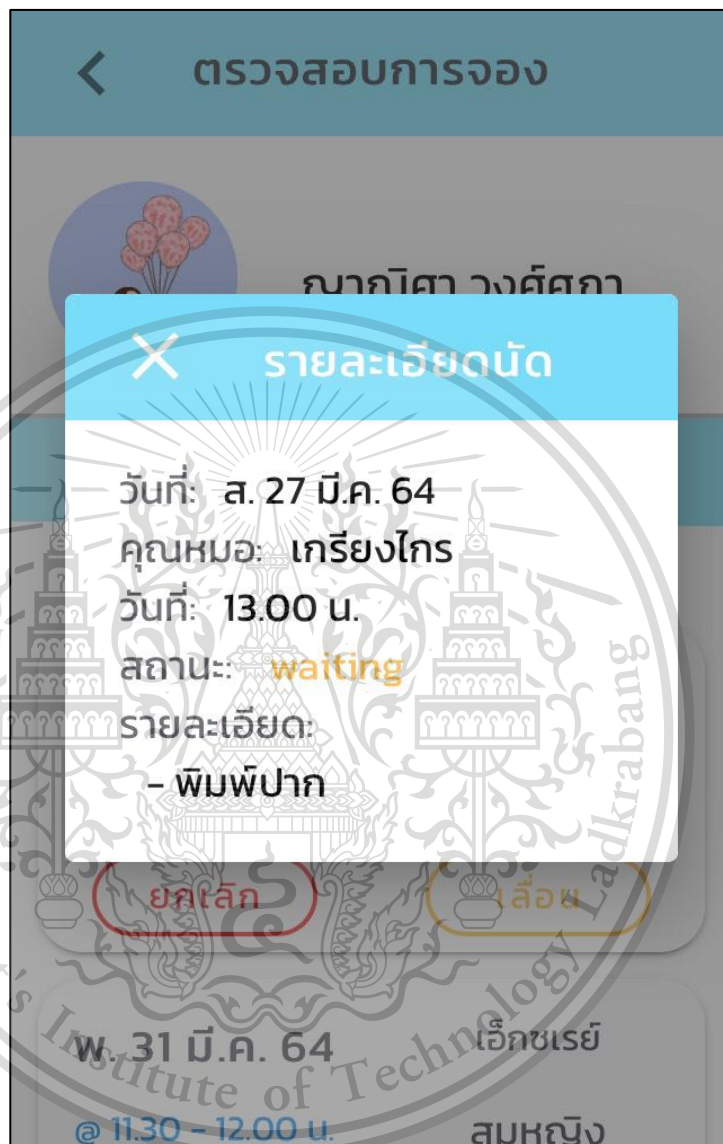 ตรวจสอบการจอง
ญาณิศา วงศ์ศุภา
รายละเอียดนัด
วันที่: ส. 27 มี.ค. 64
คุณหมอ: เกรียงไกร
วันที่: 13.00 น.
สถานะ: waiting
รายละเอียด:
- พิมพ์ปาก
ยกเลิก
เลื่อน
พ. 31 มี.ค. 64
เอ็กซเรย์
@ 11.30 - 12.00 น.
สมหญิง
's Institute of Technology Ladkrabang